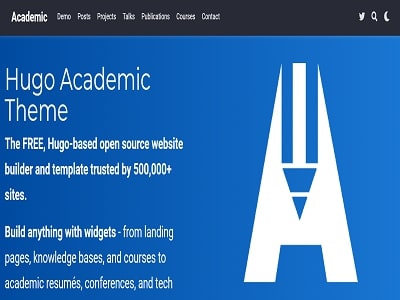 Academic Demo Posts Projects Talks Publications Courses Contact
Hugo Academic
Theme
The FREE, Hugo-based open source website
builder and template trusted by 500,000+
sites.
Build anything with widgets - from landing
pages, knowledge bases, and courses to
academic resumés, conferences, and tech